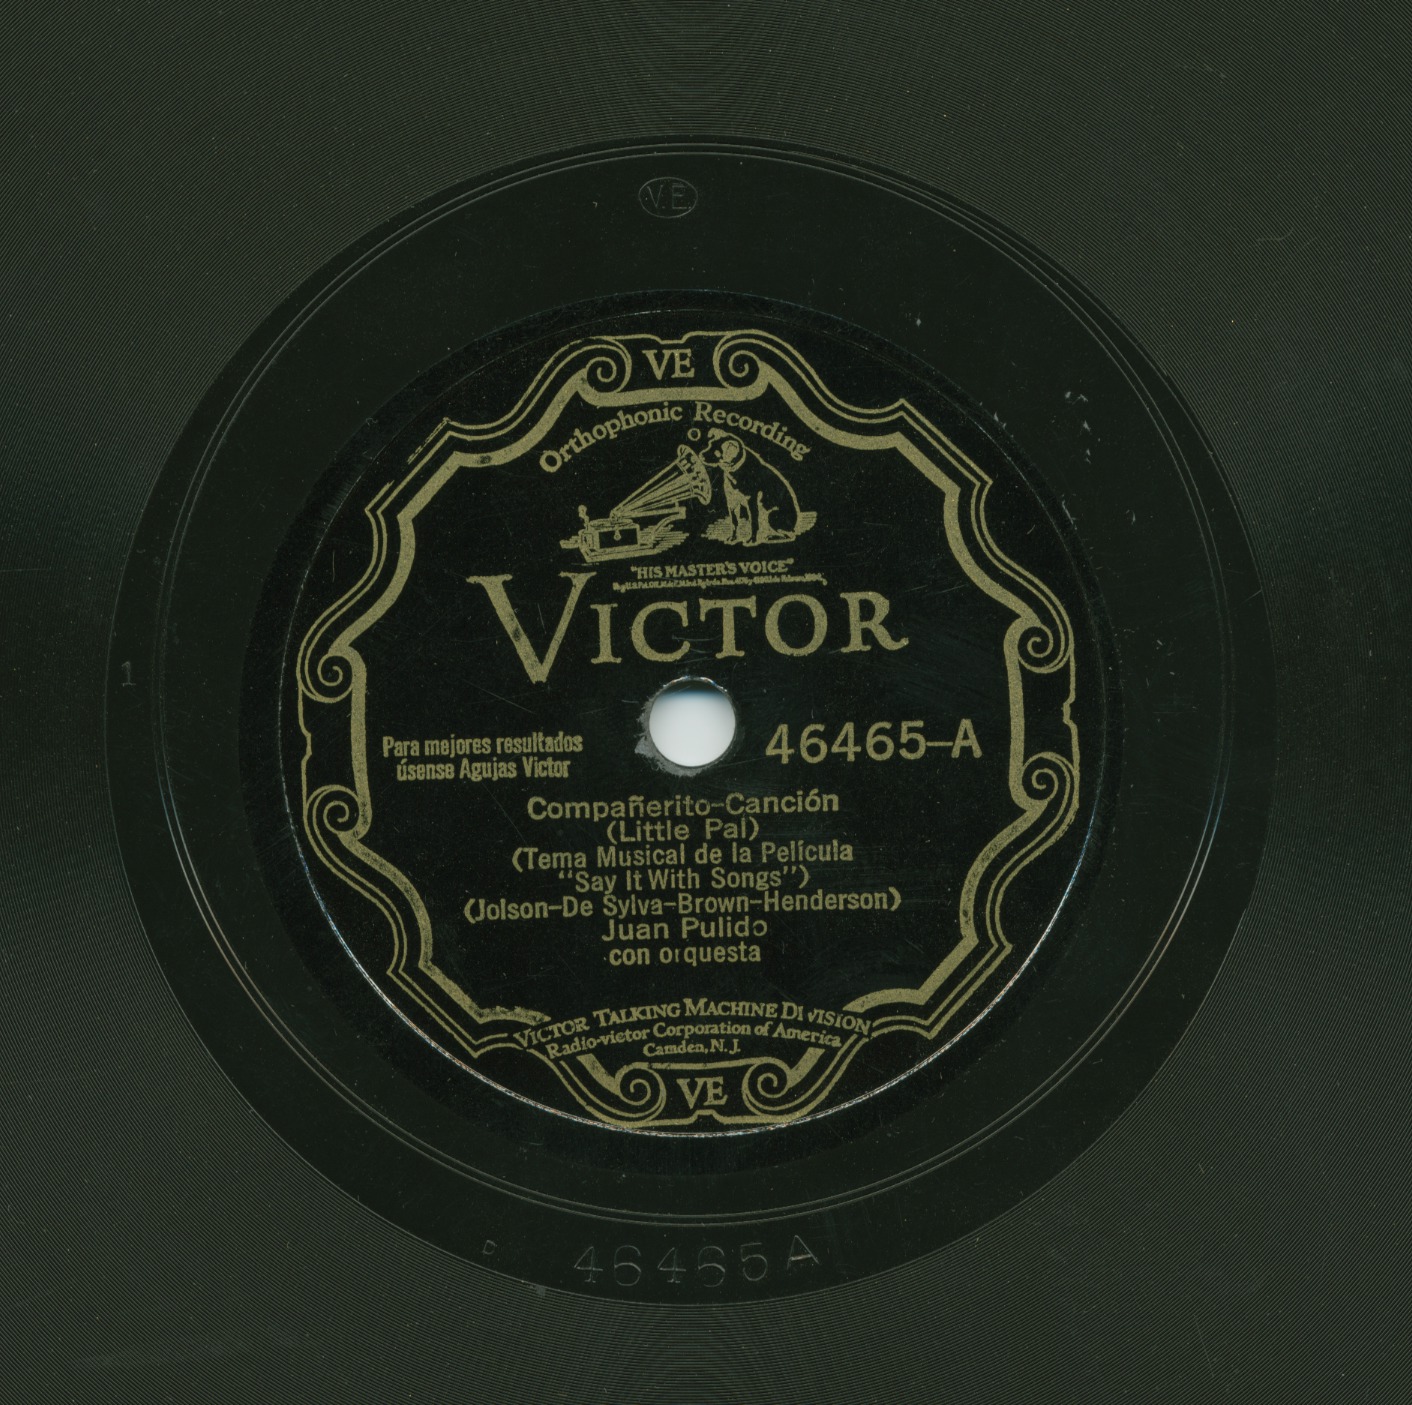 V.E.
VE
Orthophonic Recording
"HIS MASTER'S VOICE"
VICTOR
Para mejores resultados
úsense Agujas Victor
46465-A
Compañerito-Canción
(Little Pal)
(Tema Musical de la Película
"Say It With Songs")
(Jolson-De Sylva-Brown-Henderson)
Juan Pulido
con orquesta
VICTOR TALKING MACHINE DIVISION
Radio-victor Corporation of America
Camden, N. J.
VE
1
D
46465A